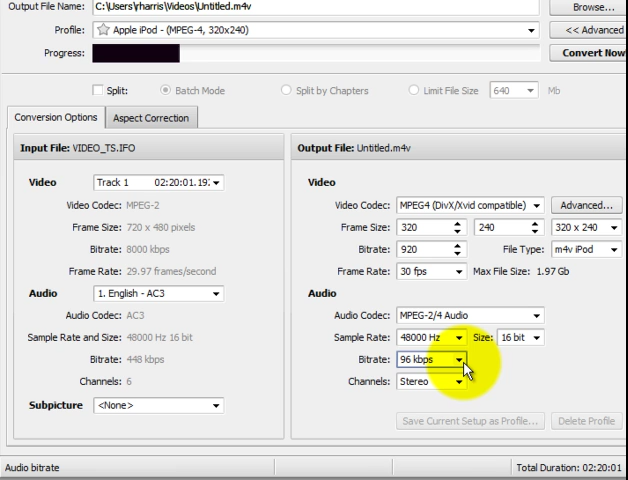 Output File Name: C:\Users\rharris\Videos\Untitled.m4v Browse...
Profile: Apple iPod - (MPEG-4, 320x240) << Advanced
Progress: Convert Now
Split: Batch Mode Split by Chapters Limit File Size 640 Mb
Conversion Options Aspect Correction
Input File: VIDEO_TS.IFO Output File: Untitled.m4v
Video Track 1 02:20:01.19 Video
Video Codec: MPEG-2 Video Codec: MPEG4 (DivX/Xvid compatible) Advanced...
Frame Size: 720 x 480 pixels Frame Size: 320 240 320 x 240
Bitrate: 8000 kbps Bitrate: 920 File Type: m4v iPod
Frame Rate: 29.97 frames/second Frame Rate: 30 fps Max File Size: 1.97 Gb
Audio 1. English - AC3 Audio
Audio Codec: AC3 Audio Codec: MPEG-2/4 Audio
Sample Rate and Size: 48000 Hz 16 bit Sample Rate: 48000 Hz Size: 16 bit
Bitrate: 448 kbps Bitrate: 96 kbps
Channels: 6 Channels: Stereo
Subpicture <None> Save Current Setup as Profile... Delete Profile
Audio bitrate Total Duration: 02:20:01